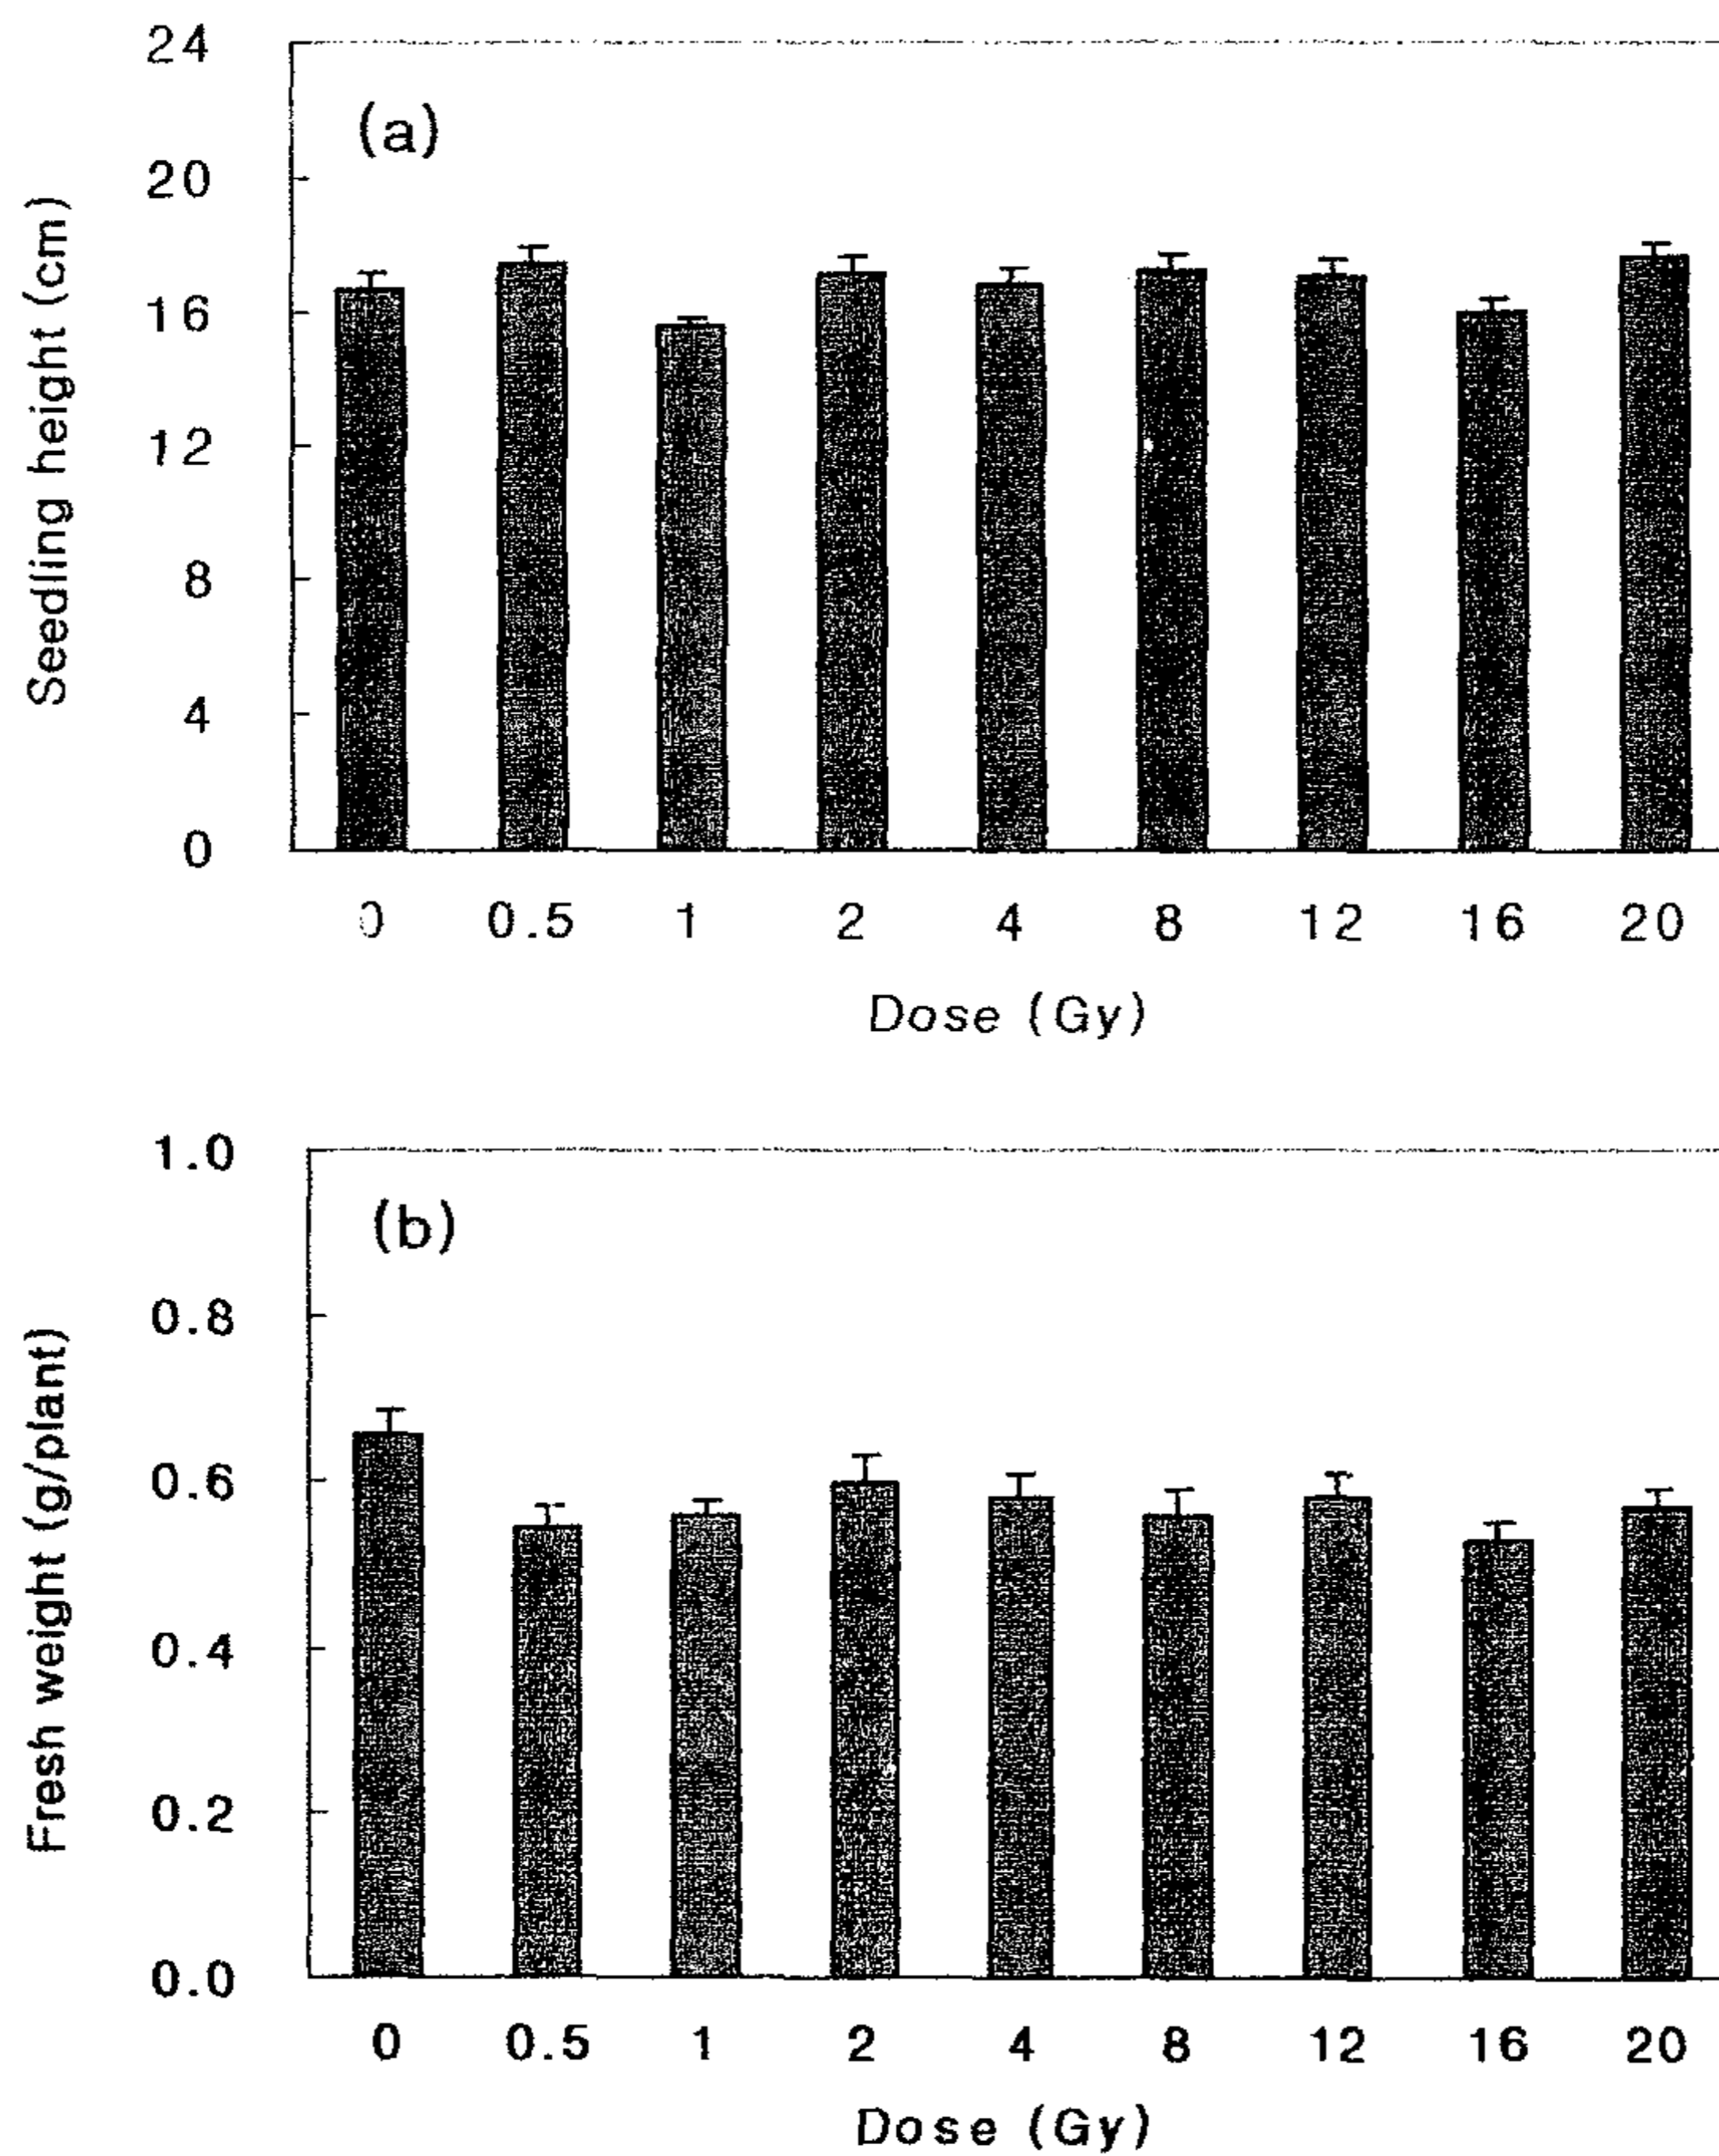 24
(a)
20
16
12
8
4
0
Seedling height (cm)
0 0.5 1 2 4 8 12 16 20
Dose (Gy)
1.0
(b)
0.8
0.6
0.4
0.2
0.0
Fresh weight (g/plant)
0 0.5 1 2 4 8 12 16 20
Dose (Gy)